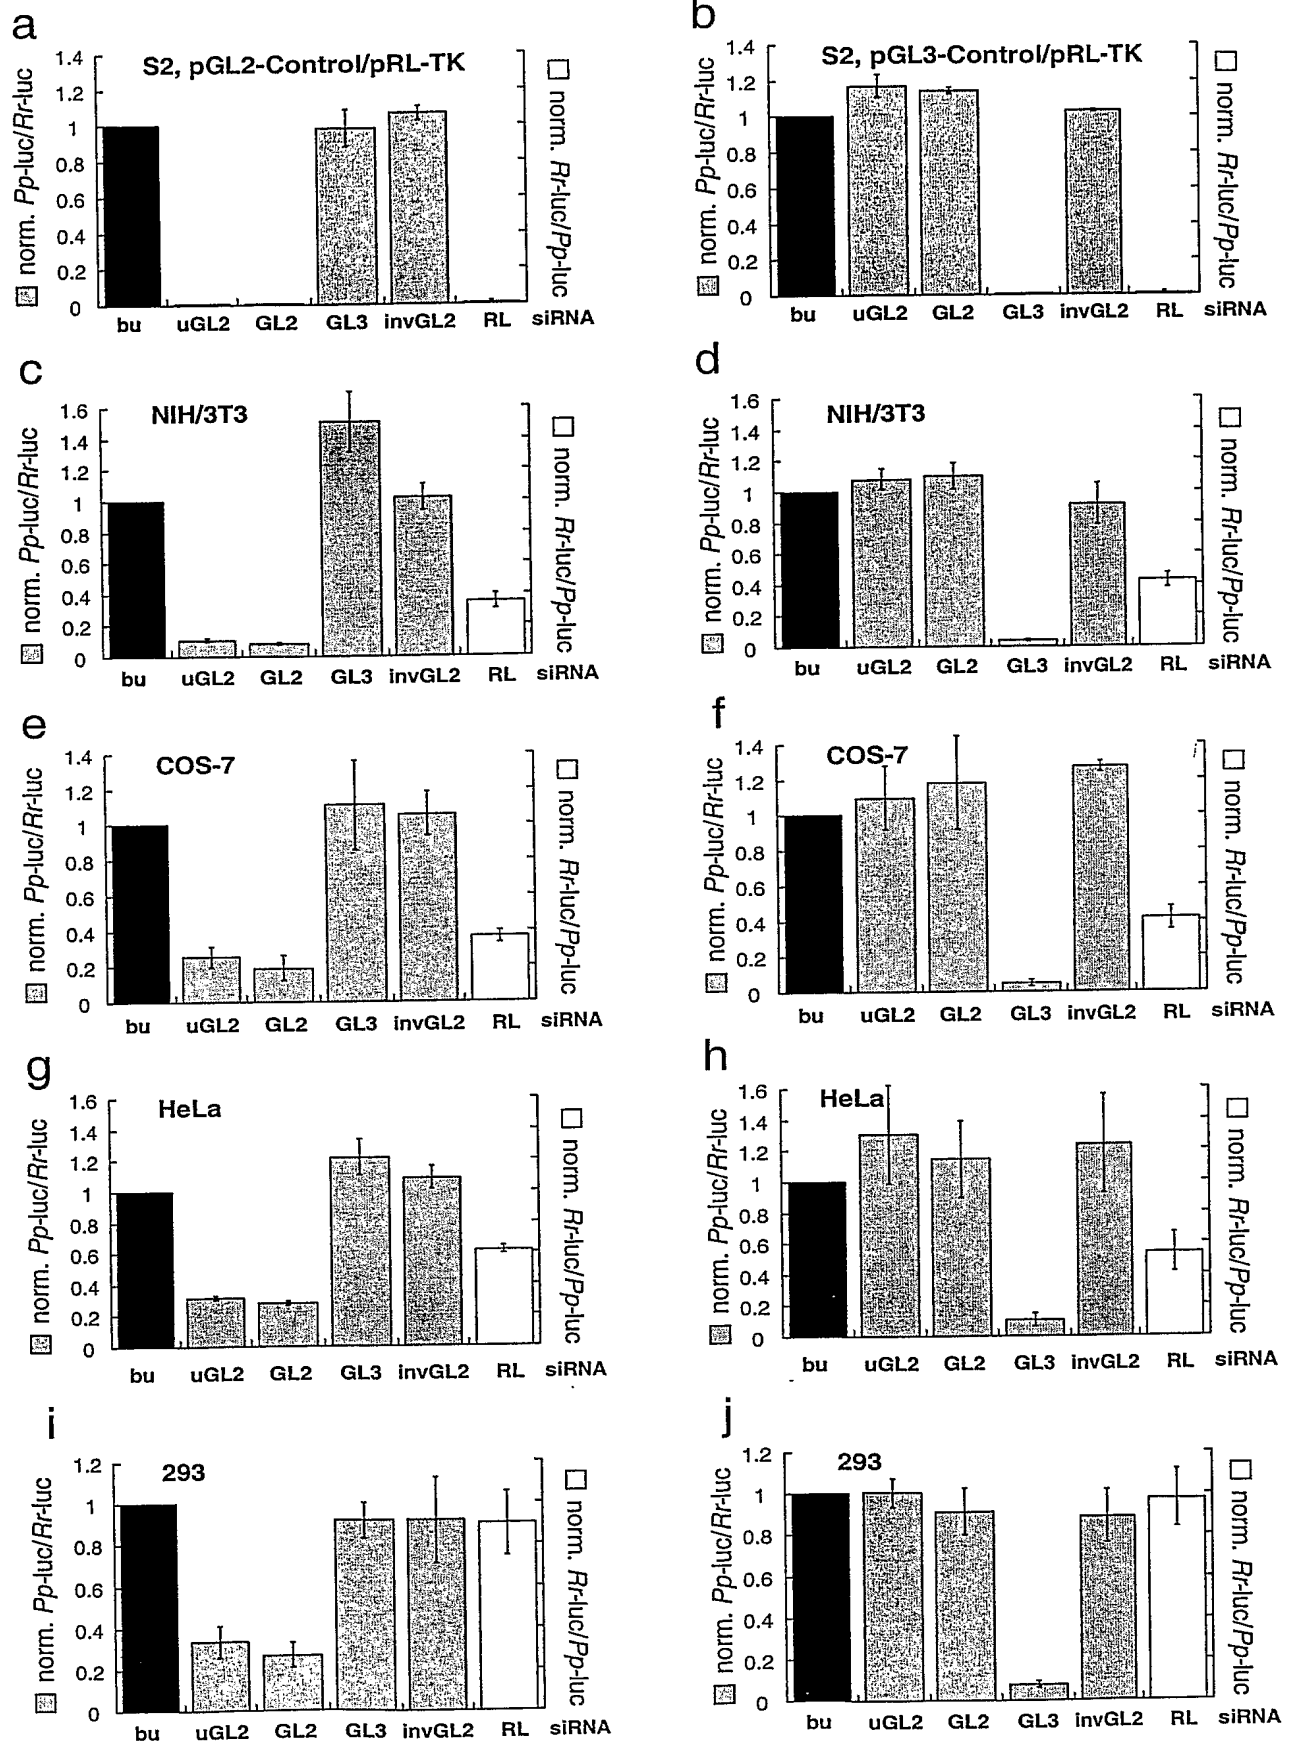 a
S2, pGL2-Control/pRL-TK
norm. Pp-luc/Rr-luc
1.4
1.2
1
0.8
0.6
0.4
0.2
0
bu uGL2 GL2 GL3 invGL2 RL siRNA
norm. Rr-luc/Pp-luc
b
S2, pGL3-Control/pRL-TK
norm. Pp-luc/Rr-luc
1.4
1.2
1
0.8
0.6
0.4
0.2
0
bu uGL2 GL2 GL3 invGL2 RL siRNA
norm. Rr-luc/Pp-luc
c
NIH/3T3
norm. Pp-luc/Rr-luc
1.6
1.4
1.2
1
0.8
0.6
0.4
0.2
0
bu uGL2 GL2 GL3 invGL2 RL siRNA
norm. Rr-luc/Pp-luc
d
NIH/3T3
norm. Pp-luc/Rr-luc
1.6
1.4
1.2
1
0.8
0.6
0.4
0.2
0
bu uGL2 GL2 GL3 invGL2 RL siRNA
norm. Rr-luc/Pp-luc
e
COS-7
norm. Pp-luc/Rr-luc
1.4
1.2
1
0.8
0.6
0.4
0.2
0
bu uGL2 GL2 GL3 invGL2 RL siRNA
norm. Rr-luc/Pp-luc
f
COS-7
norm. Pp-luc/Rr-luc
1.4
1.2
1
0.8
0.6
0.4
0.2
0
bu uGL2 GL2 GL3 invGL2 RL siRNA
norm. Rr-luc/Pp-luc
g
HeLa
norm. Pp-luc/Rr-luc
1.6
1.4
1.2
1
0.8
0.6
0.4
0.2
0
bu uGL2 GL2 GL3 invGL2 RL siRNA
norm. Rr-luc/Pp-luc
h
HeLa
norm. Pp-luc/Rr-luc
1.6
1.4
1.2
1
0.8
0.6
0.4
0.2
0
bu uGL2 GL2 GL3 invGL2 RL siRNA
norm. Rr-luc/Pp-luc
i
293
norm. Pp-luc/Rr-luc
1.2
1
0.8
0.6
0.4
0.2
0
bu uGL2 GL2 GL3 invGL2 RL siRNA
norm. Rr-luc/Pp-luc
j
293
norm. Pp-luc/Rr-luc
1.2
1
0.8
0.6
0.4
0.2
0
bu uGL2 GL2 GL3 invGL2 RL siRNA
norm. Rr-luc/Pp-luc